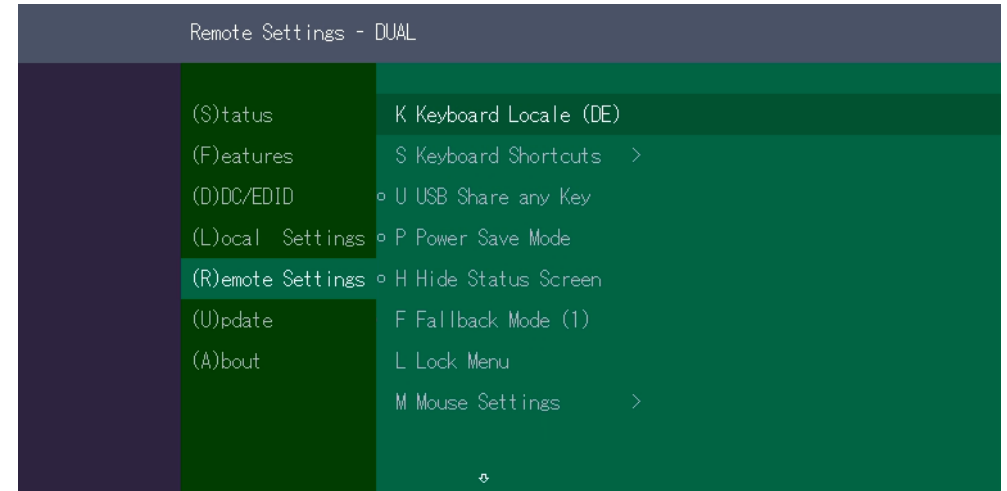 Remote Settings - DUAL
(S)tatus
(F)eatures
(D)DC/EDID
(L)ocal Settings
(R)emote Settings
(U)pdate
(A)bout
K Keyboard Locale (DE)
S Keyboard Shortcuts >
U USB Share any Key
P Power Save Mode
H Hide Status Screen
F Fallback Mode (1)
L Lock Menu
M Mouse Settings >